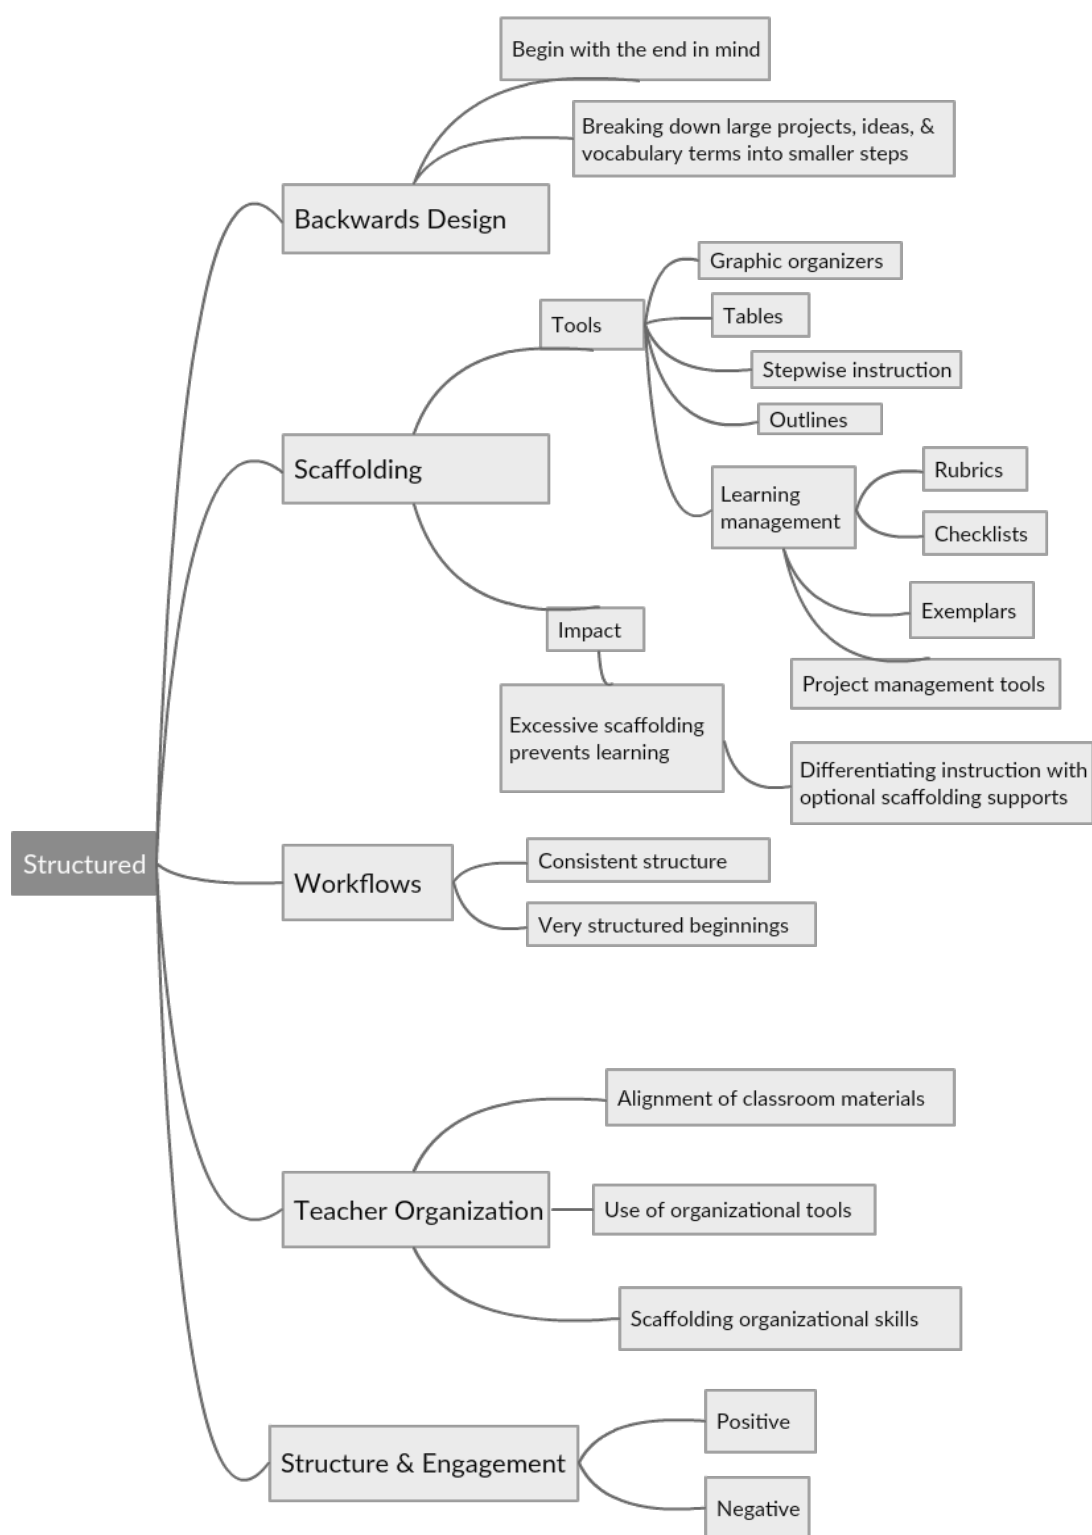 Begin with the end in mind
Breaking down large projects, ideas, &
vocabulary terms into smaller steps
Backwards Design
Graphic organizers
Tools
Tables
Stepwise instruction
Outlines
Scaffolding
Learning
management
Rubrics
Checklists
Exemplars
Impact
Project management tools
Excessive scaffolding
prevents learning
Differentiating instruction with
optional scaffolding supports
Structured
Workflows
Consistent structure
Very structured beginnings
Alignment of classroom materials
Teacher Organization
Use of organizational tools
Scaffolding organizational skills
Structure & Engagement
Positive
Negative